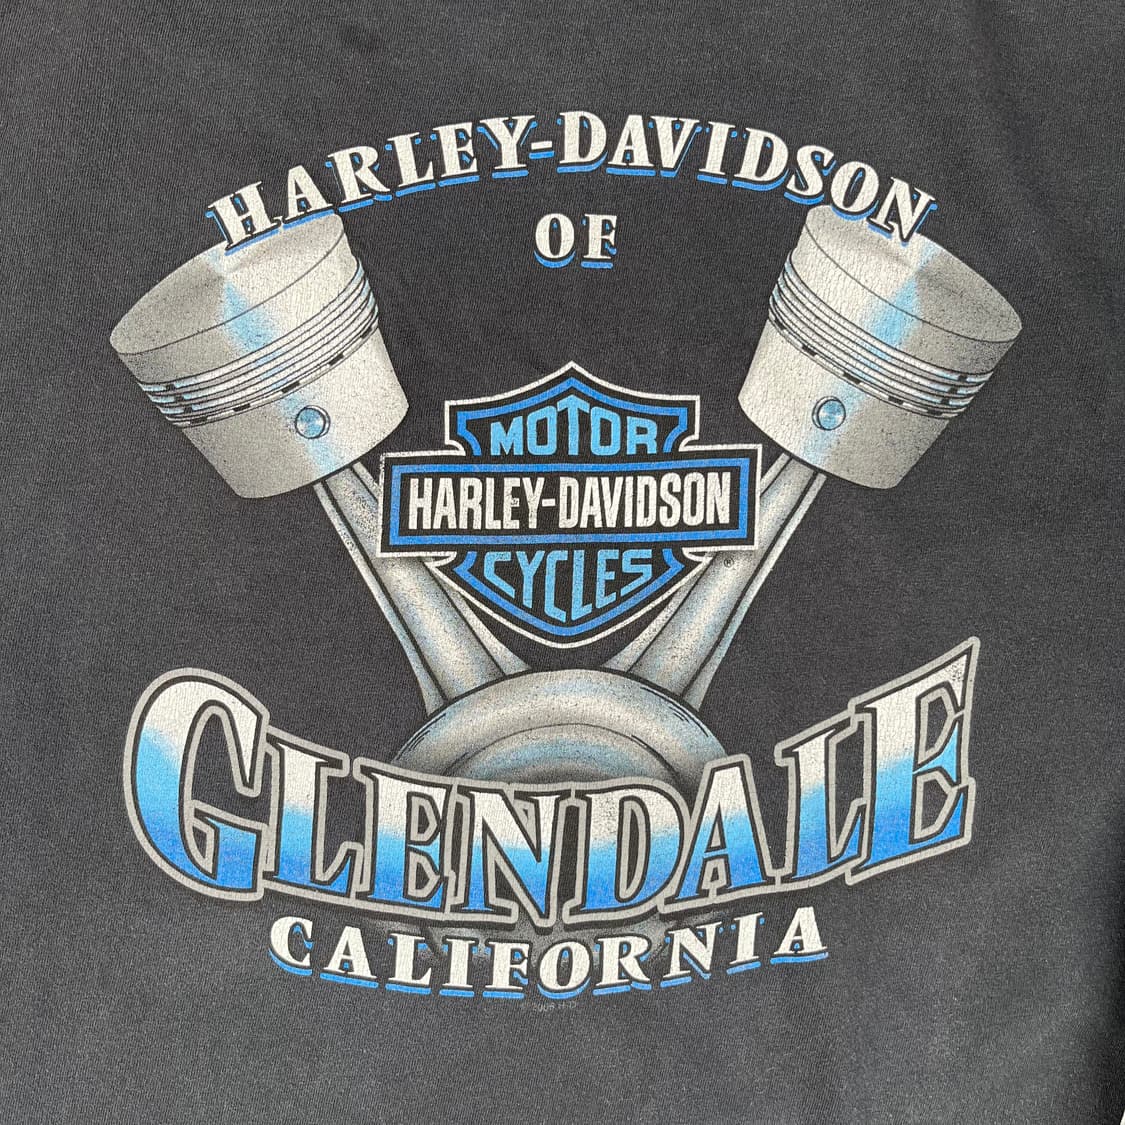 HARLEY-DAVIDSON
OF
MOTOR
HARLEY-DAVIDSON
CYCLES
®
GLENDALE
CALIFORNIA